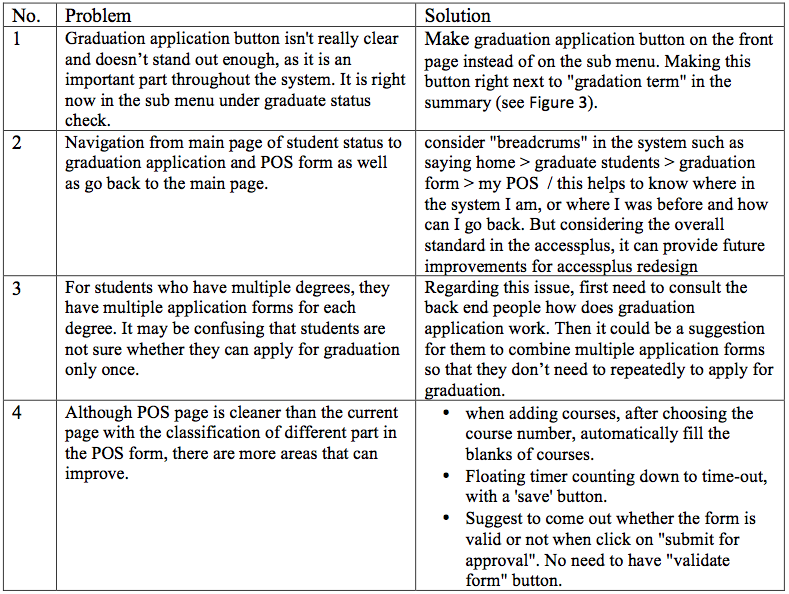 No.
Problem
Solution
1
Graduation application button isn't really clear
and doesn’t stand out enough, as it is an
important part throughout the system. It is right
now in the sub menu under graduate status
check.
Make graduation application button on the front
page instead of on the sub menu. Making this
button right next to "gradation term" in the
summary (see Figure 3).
2
Navigation from main page of student status to
graduation application and POS form as well
as go back to the main page.
consider "breadcrums" in the system such as
saying home > graduate students > graduation
form > my POS / this helps to know where in
the system I am, or where I was before and how
can I go back. But considering the overall
standard in the accessplus, it can provide future
improvements for accessplus redesign
3
For students who have multiple degrees, they
have multiple application forms for each
degree. It may be confusing that students are
not sure whether they can apply for graduation
only once.
Regarding this issue, first need to consult the
back end people how does graduation
application work. Then it could be a suggestion
for them to combine multiple application forms
so that they don’t need to repeatedly to apply for
graduation.
4
Although POS page is cleaner than the current
page with the classification of different part in
the POS form, there are more areas that can
improve.
• when adding courses, after choosing the
course number, automatically fill the
blanks of courses.
• Floating timer counting down to time-out,
with a 'save' button.
• Suggest to come out whether the form is
valid or not when click on "submit for
approval". No need to have "validate
form" button.